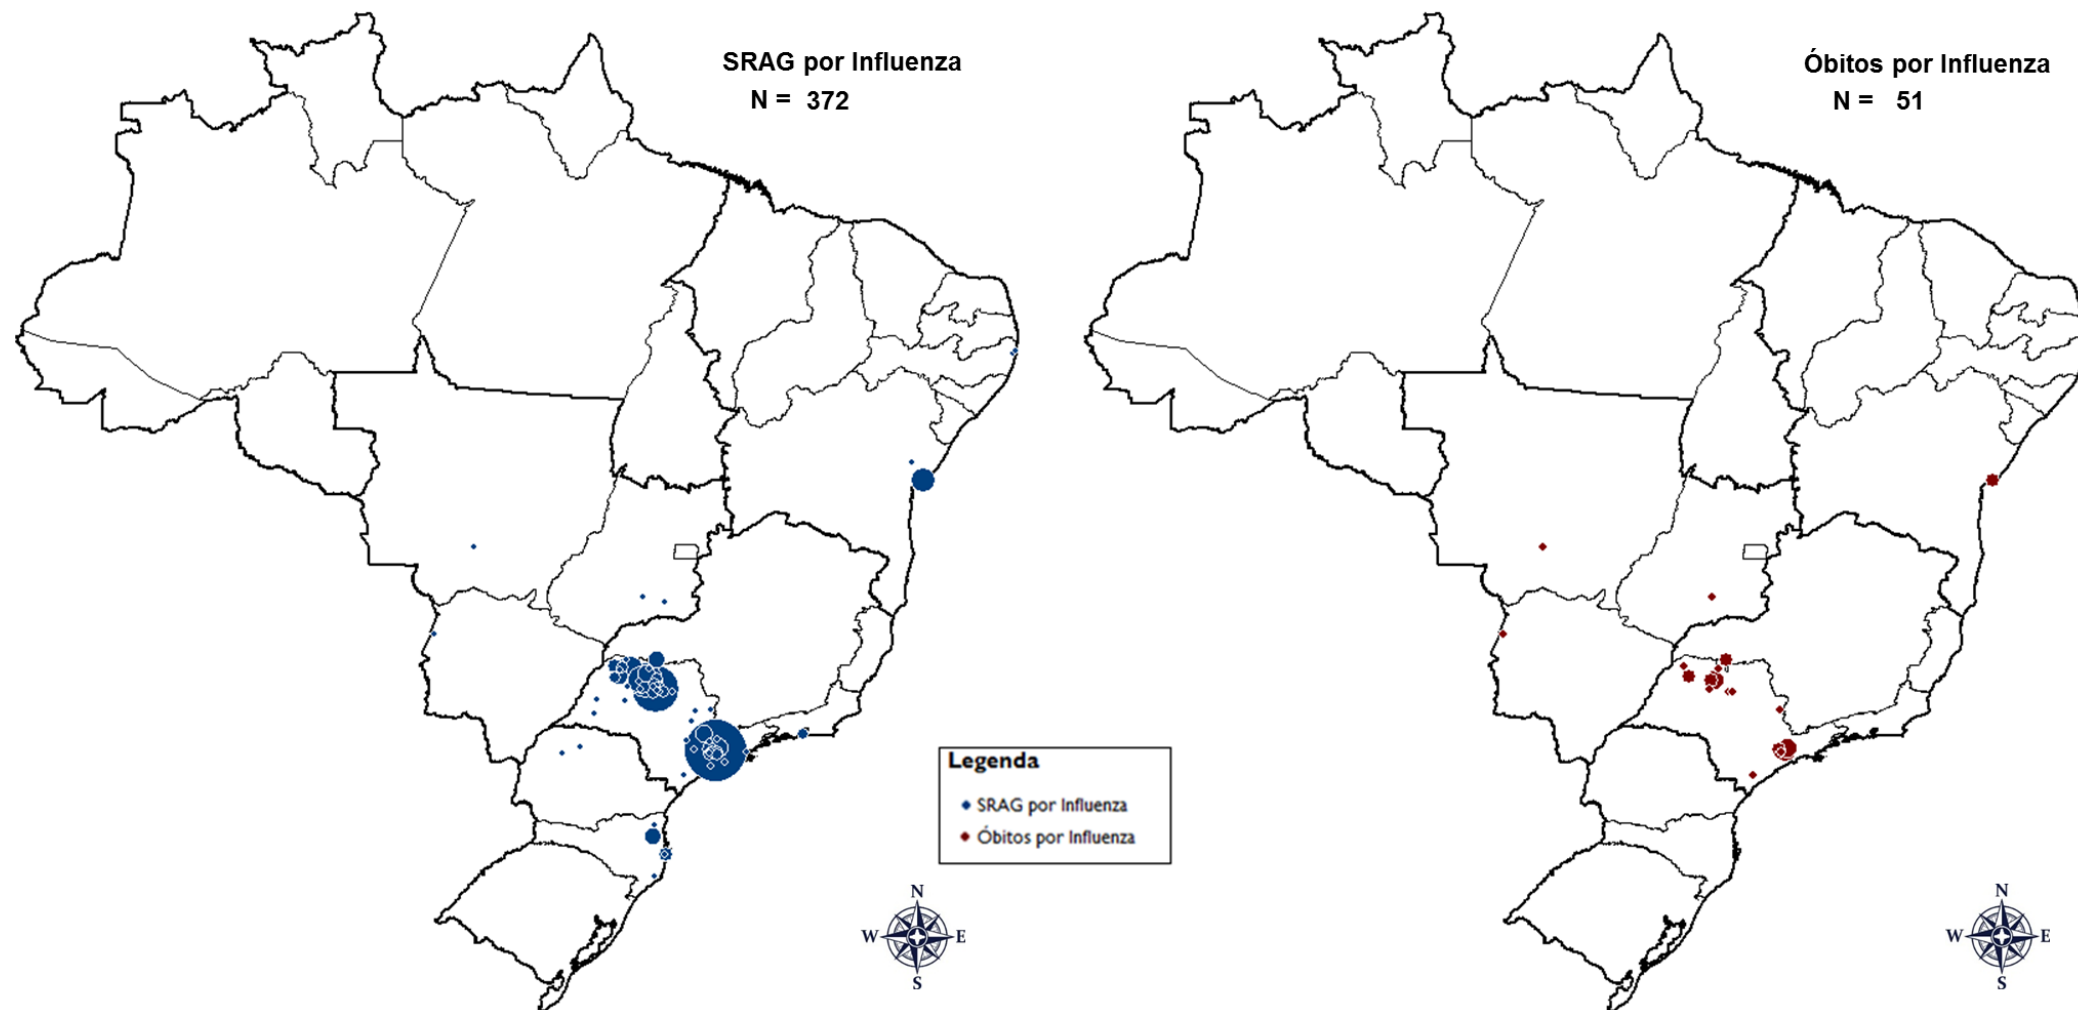 SRAG por Influenza
N = 372
Óbitos por Influenza
N = 51
Legenda
SRAG por Influenza
Óbitos por Influenza
N
W E
S
N
W E
S